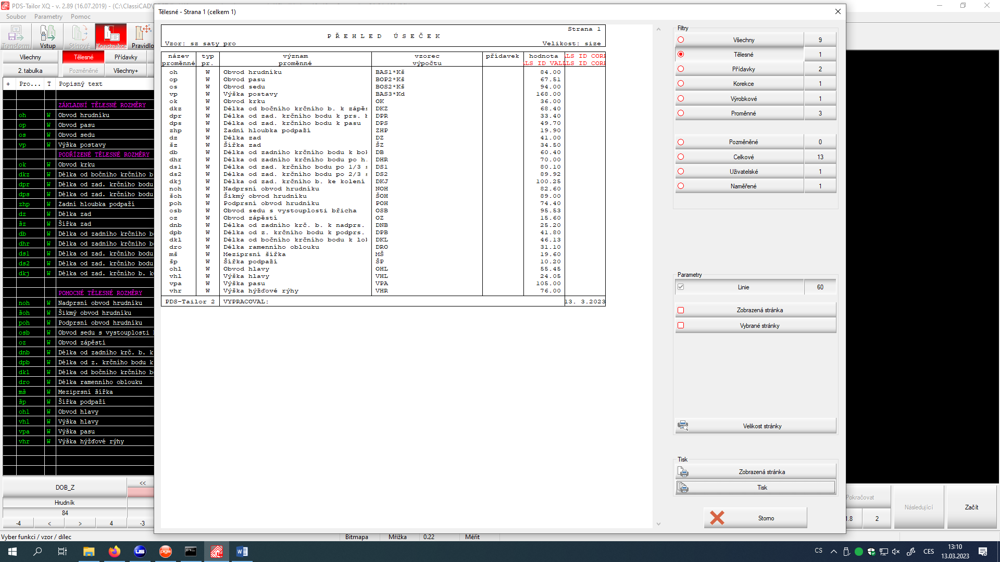 PDS-Tailor XQ - v. 2.89 (16.07.2019) - (C:\ClassiCAD\
Soubor Parametry Pomoc
Transform Vstup Stínové Konstrukce Pravidlo
Všechny Tělesné Přídavky
2. tabulka Pozměněné Všechny+
+ Pro... T Popisný text
ZÁKLADNÍ TĚLESNÉ ROZMĚRY
oh W Obvod hrudníku
op W Obvod pasu
os W Obvod sedu
vp W Výška postavy
PODŘÍZENÉ TĚLESNÉ ROZMĚRY
ok W Obvod krku
dkz W Délka od bočního krčního b
dpr W Délka od zad. krčního bodu
dps W Délka od zad. krčního bodu
zhp W Zadní hloubka podpaží
dz W Délka zad
šz W Šířka zad
db W Délka od zadního krčního b
dhr W Délka od zadního krčního b
ds1 W Délka od zad. krčního bodu
ds2 W Délka od zad. krčního bodu
dkj W Délka od zad. krčního b. k
POMOCNÉ TĚLESNÉ ROZMĚRY
noh W Nadprsní obvod hrudníku
šoh W Šikmý obvod hrudníku
poh W Podprsní obvod hrudníku
osb W Obvod sedu s vystouplosti
oz W Obvod zápěstí
dnb W Délka od zadního krč. b. k
dpb W Délka od z. krčního bodu k
dkl W Délka od bočního krčního b
dro W Délka ramenního oblouku
mš W Meziprsní šířka
šp W Šířka podpaží
ohl W Obvod hlavy
vhl W Výška hlavy
vpa W Výška pasu
vhr W Výška hýžďové rýhy
DOB_Z <<
Hrudník
84
-4 < > 4 -3
Vyber funkci / vzor / dílec Bitmapa Mřížka 0.22 Měřit
Tělesné - Strana 1 (celkem 1)
Strana 1
PŘEHLED ÚSEČEK
Vzor: sz saty pro Velikost: size
název typ význam vzorec přídavek hodnota LS ID COR
proměnné pr. proměnné výpočtu LS ID VAL LS ID COR
oh W Obvod hrudníku BAS1*Kš 84.00
op W Obvod pasu BOP2*Kš 67.51
os W Obvod sedu BOS2*Kš 94.00
vp W Výška postavy BAS3*Kd 168.00
ok W Obvod krku OK 36.00
dkz W Délka od bočního krčního b. k zápěs DKZ 68.40
dpr W Délka od zad. krčního bodu k prs. b DPR 33.40
dps W Délka od zad. krčního bodu k pasu DPS 49.70
zhp W Zadní hloubka podpaží ZHP 19.90
dz W Délka zad DZ 41.00
šz W Šířka zad ŠZ 34.50
db W Délka od zadního krčního bodu k bok DB 60.40
dhr W Délka od zadního krčního bodu po h. DHR 70.00
ds1 W Délka od zad. krčního bodu po 1/3 s DS1 80.10
ds2 W Délka od zad. krčního bodu po 2/3 s DS2 89.92
dkj W Délka od zad. krčního b. ke kolení DKJ 100.25
noh W Nadprsní obvod hrudníku NOH 82.60
šoh W Šikmý obvod hrudníku ŠOH 89.00
poh W Podprsní obvod hrudníku POH 74.40
osb W Obvod sedu s vystouplosti břicha OSB 95.53
oz W Obvod zápěstí OZ 15.60
dnb W Délka od zadního krč. b. k nadprs. DNB 25.20
dpb W Délka od z. krčního bodu k podprs. DPB 41.80
dkl W Délka od bočního krčního bodu k lok DKL 46.13
dro W Délka ramenního oblouku DRO 31.10
mš W Meziprsní šířka MŠ 19.60
šp W Šířka podpaží ŠP 10.20
ohl W Obvod hlavy OHL 55.45
vhl W Výška hlavy VHL 24.05
vpa W Výška pasu VPA 105.00
vhr W Výška hýžďové rýhy VHR 76.00
PDS-Tailor 2 VYPRACOVAL: 13. 3.2023
Filtry
Všechny 9
Tělesné 1
Přídavky 2
Korekce 1
Výrobkové 1
Proměnné 3
Pozměněné 0
Celkové 13
Uživatelské 1
Naměřené 1
Parametry
Linie 60
Zobrazená stránka
Vybrané stránky
Velikost stránky
Tisk
Zobrazená stránka
Tisk
Storno
Pokračovat Následující Začít
1.8 2
CS CES 13:10
13.03.2023